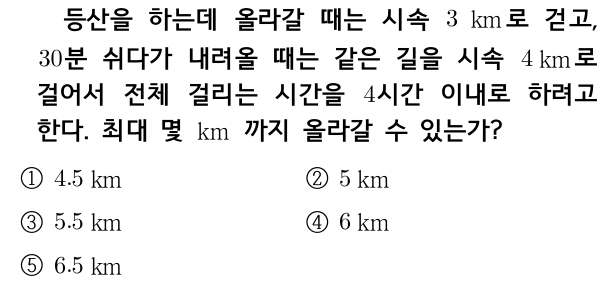 등산을 하는데 올라갈 때는 시속 3 km로 걷고,
30분 쉬다가 내려올 때는 같은 길을 시속 4 km로
걸어서 전체 걸리는 시간을 4시간 이내로 하려고
한다. 최대 몇 km 까지 올라갈 수 있는가?
① 4.5 km ② 5 km
③ 5.5 km ④ 6 km
⑤ 6.5 km